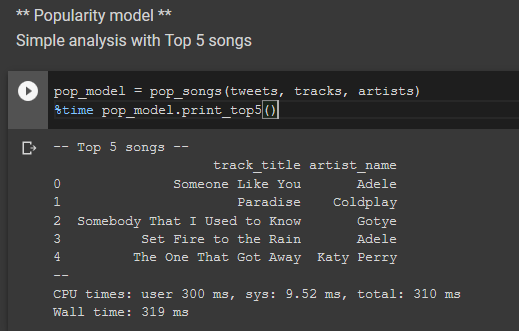 ** Popularity model **
Simple analysis with Top 5 songs
pop_model = pop_songs(tweets, tracks, artists)
%time pop_model.print_top5()
-- Top 5 songs --
track_title artist_name
0 Someone Like You Adele
1 Paradise Coldplay
2 Somebody That I Used to Know Gotye
3 Set Fire to the Rain Adele
4 The One That Got Away Katy Perry
--
CPU times: user 300 ms, sys: 9.52 ms, total: 310 ms
Wall time: 319 ms